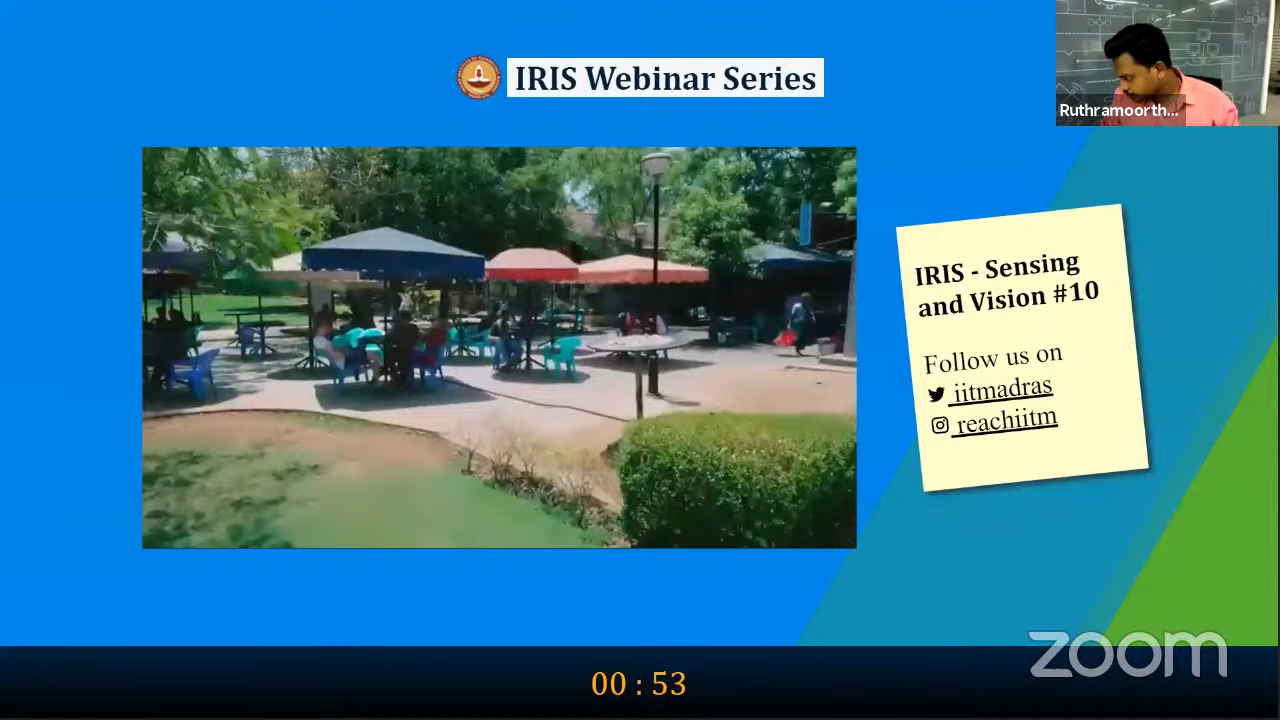 IRIS Webinar Series
Ruthramoorth...
IRIS - Sensing
and Vision #10
Follow us on
iitmadras
reachiitm
zoom
00 : 53